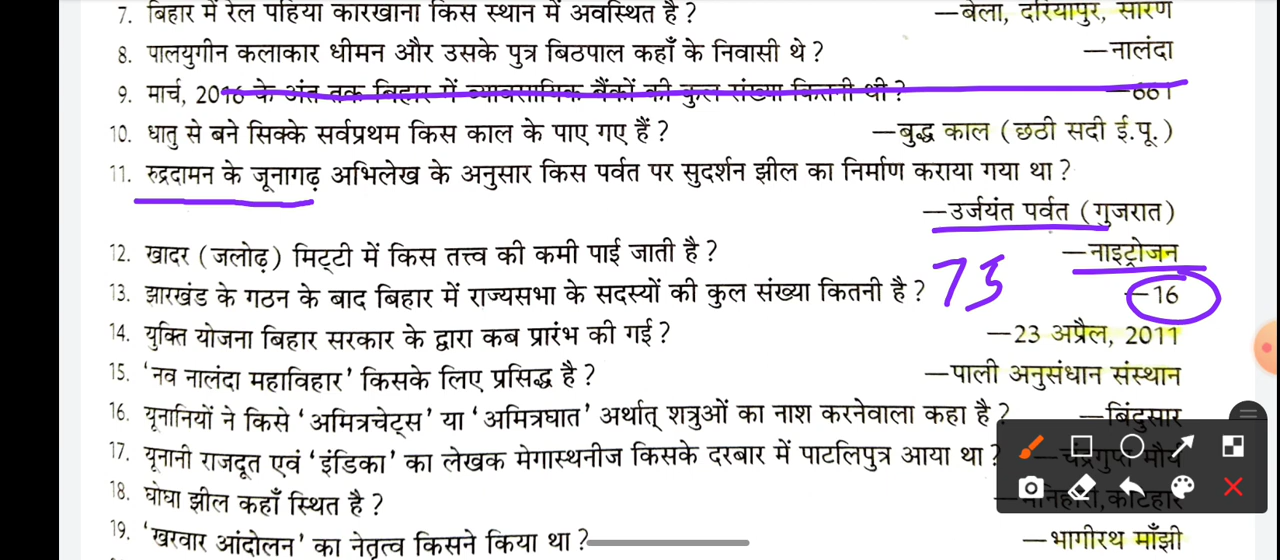 7. बिहार में रेल पहिया कारखाना किस स्थान में अवस्थित है ? —बेला, दरियापुर, सारण
8. पालयुगीन कलाकार धीमन और उसके पुत्र बिठपाल कहाँ के निवासी थे ? —नालंदा
9. मार्च, 2016 के अंत तक बिहार में व्यावसायिक बैंकों की कुल संख्या कितनी थी ? —661
10. धातु से बने सिक्के सर्वप्रथम किस काल के पाए गए हैं ? —बुद्ध काल (छठी सदी ई.पू.)
11. रुद्रदामन के जूनागढ़ अभिलेख के अनुसार किस पर्वत पर सुदर्शन झील का निर्माण कराया गया था ?
—उर्जयंत पर्वत (गुजरात)
12. खादर (जलोढ़) मिट्टी में किस तत्त्व की कमी पाई जाती है ? —नाइट्रोजन
13. झारखंड के गठन के बाद बिहार में राज्यसभा के सदस्यों की कुल संख्या कितनी है ? 75 —16
14. युक्ति योजना बिहार सरकार के द्वारा कब प्रारंभ की गई ? —23 अप्रैल, 2011
15. 'नव नालंदा महाविहार' किसके लिए प्रसिद्ध है ? —पाली अनुसंधान संस्थान
16. यूनानियों ने किसे 'अमित्रचेट्स' या 'अमित्रघात' अर्थात् शत्रुओं का नाश करनेवाला कहा है ? —बिंदुसार
17. यूनानी राजदूत एवं 'इंडिका' का लेखक मेगास्थनीज किसके दरबार में पाटलिपुत्र आया था ? —चंद्रगुप्त मौर्य
18. घोघा झील कहाँ स्थित है ? —मनिहारी, कटिहार
19. 'खरवार आंदोलन' का नेतृत्व किसने किया था ? —भागीरथ माँझी